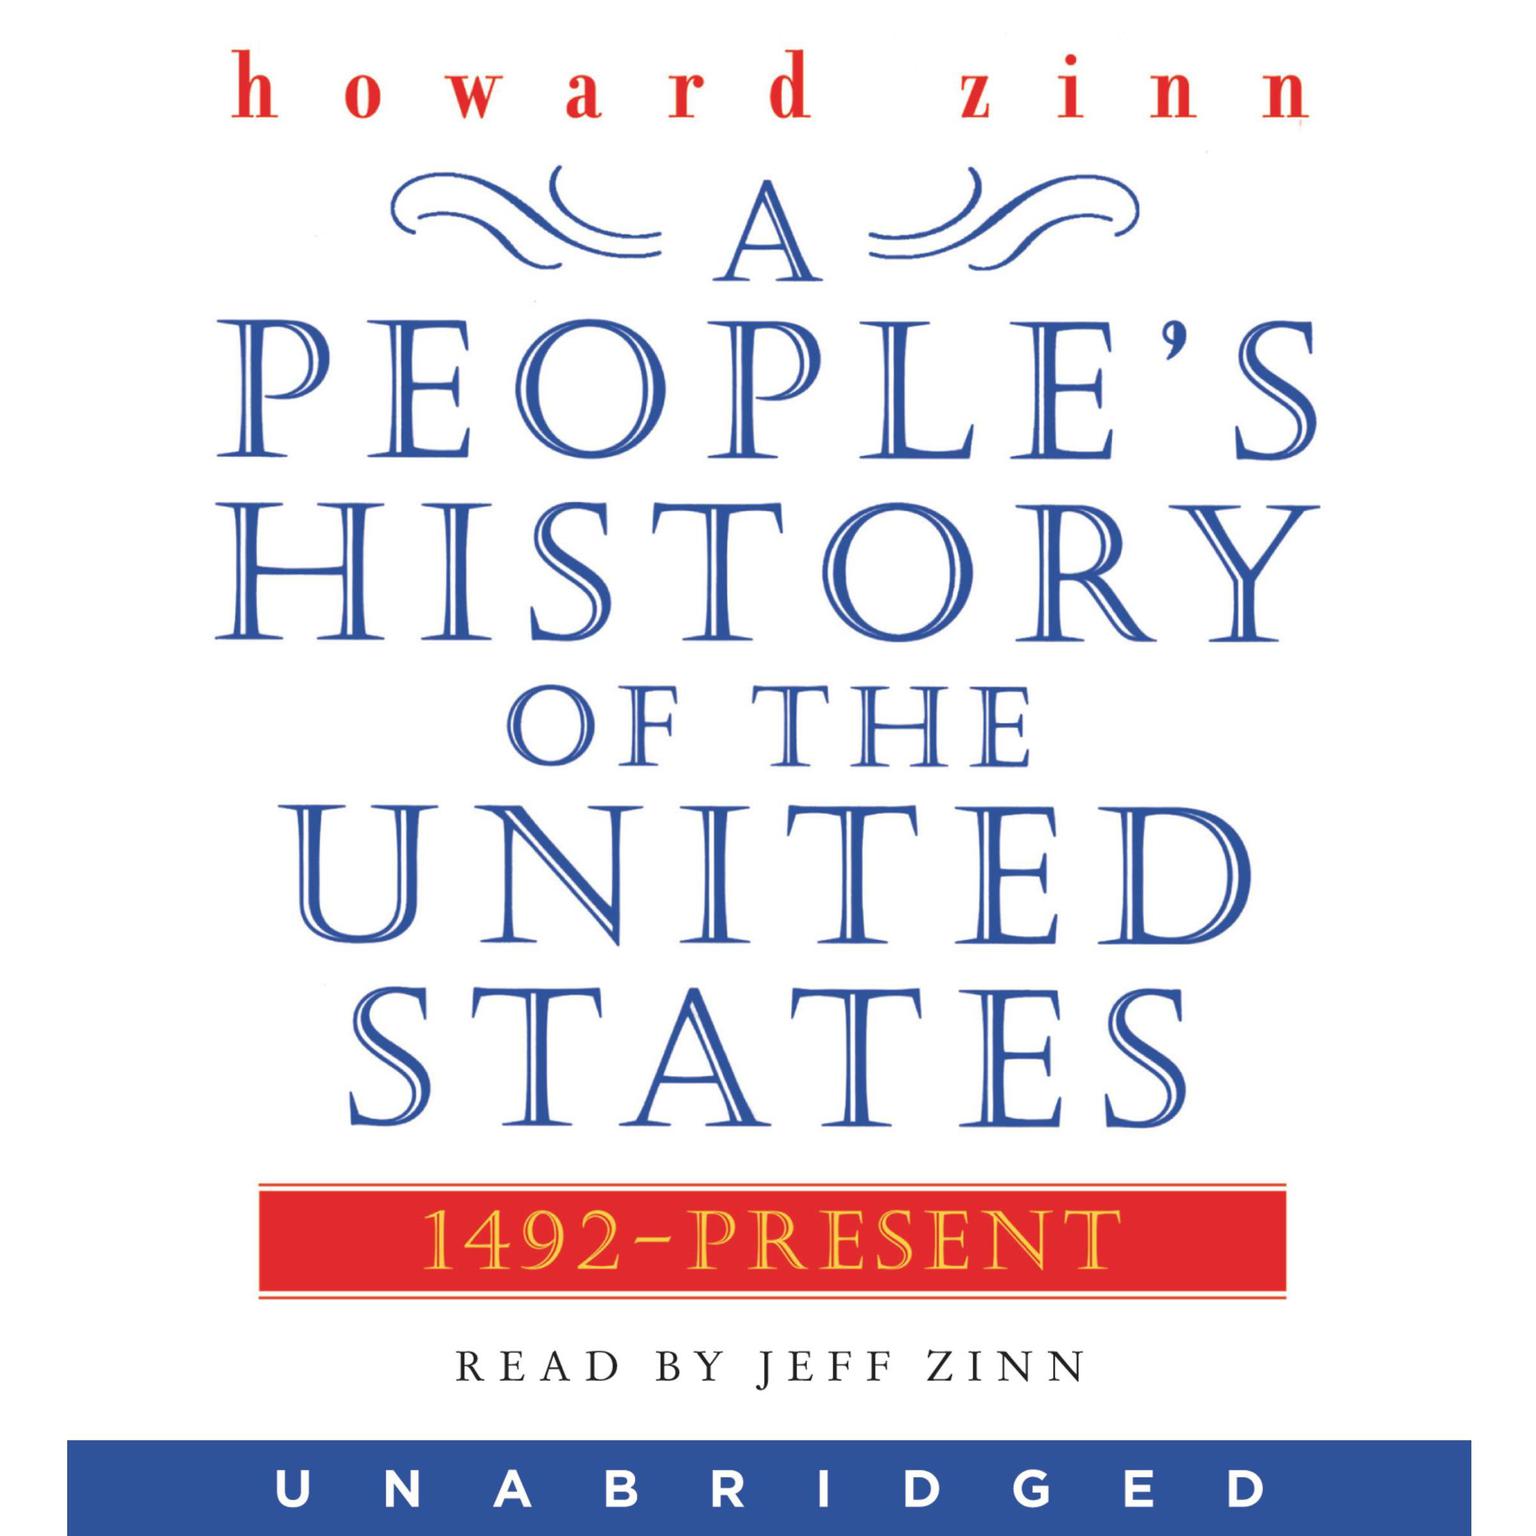 howard zinn
A
PEOPLE'S
HISTORY
OF THE
UNITED
STATES
1492–PRESENT
READ BY JEFF ZINN
UNABRIDGED